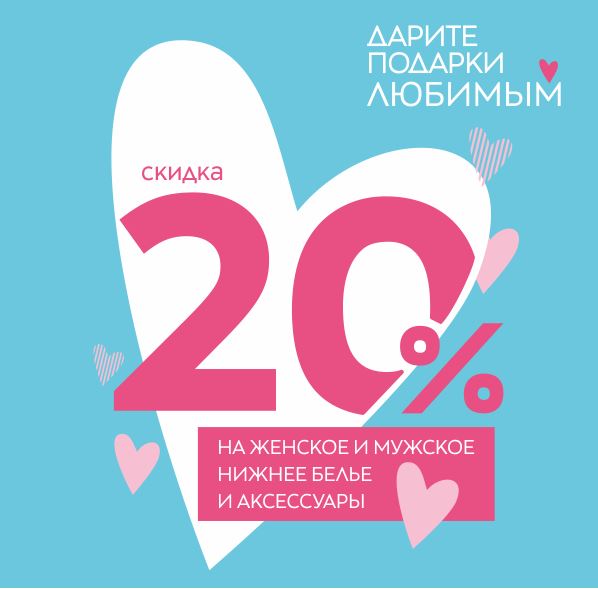 ДАРИТЕ
ПОДАРКИ
ЛЮБИМЫМ
скидка
20%
НА ЖЕНСКОЕ И МУЖСКОЕ
НИЖНЕЕ БЕЛЬЕ
И АКСЕССУАРЫ